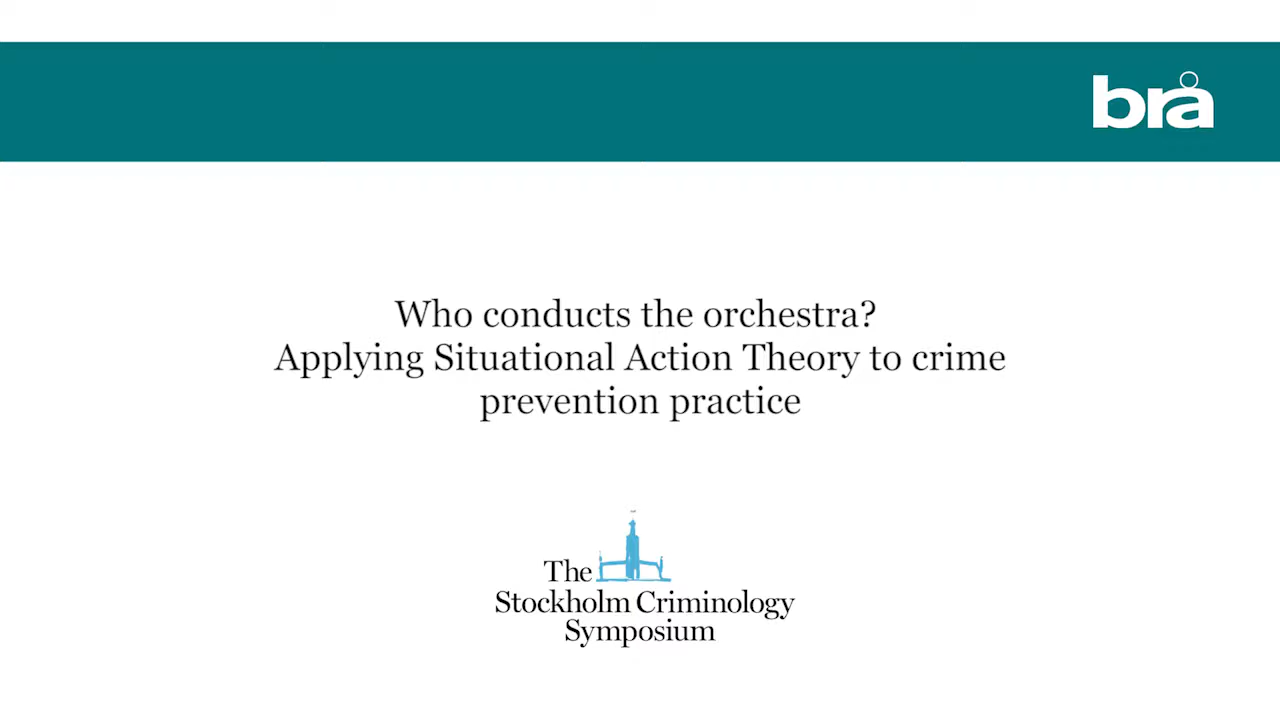 brå
Who conducts the orchestra?
Applying Situational Action Theory to crime
prevention practice
The
Stockholm Criminology
Symposium